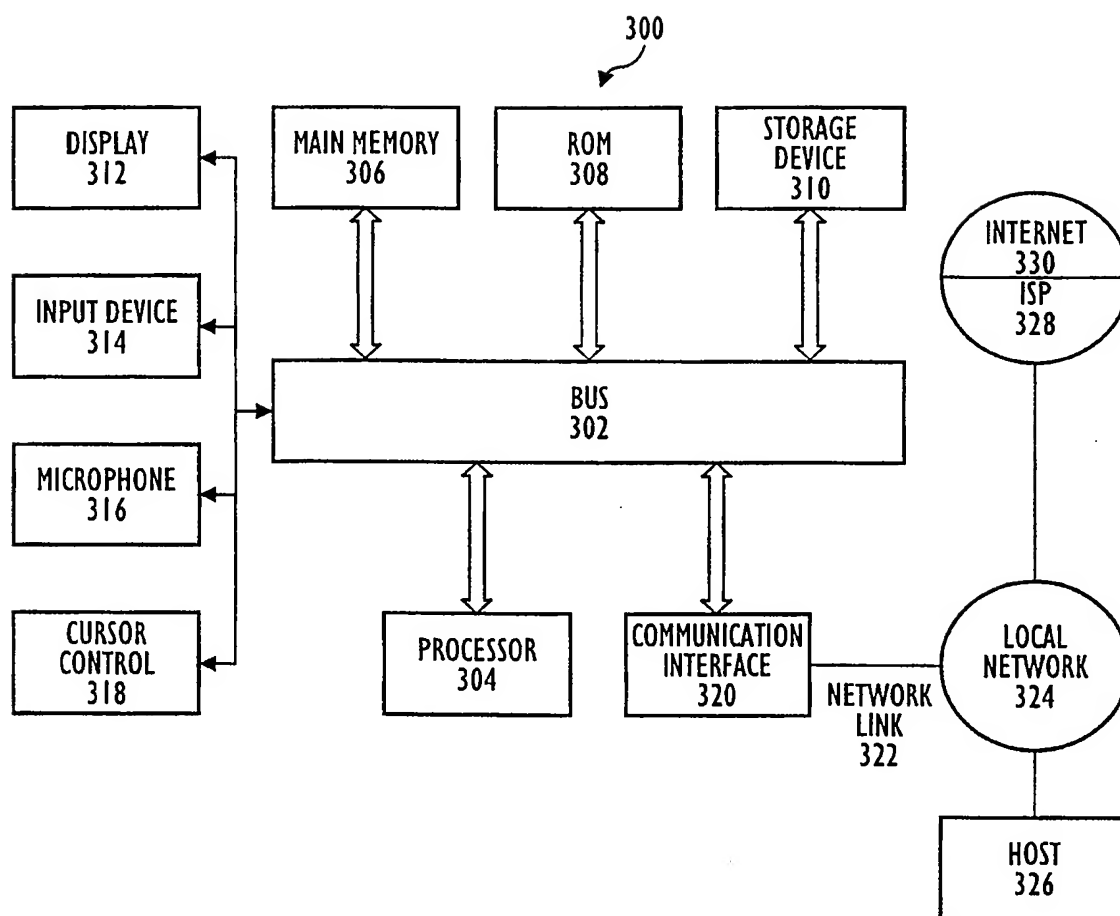 300
DISPLAY
312
MAIN MEMORY
306
ROM
308
STORAGE
DEVICE
310
INTERNET
330
ISP
328
INPUT DEVICE
314
BUS
302
MICROPHONE
316
CURSOR
CONTROL
318
PROCESSOR
304
COMMUNICATION
INTERFACE
320
NETWORK
LINK
322
LOCAL
NETWORK
324
HOST
326